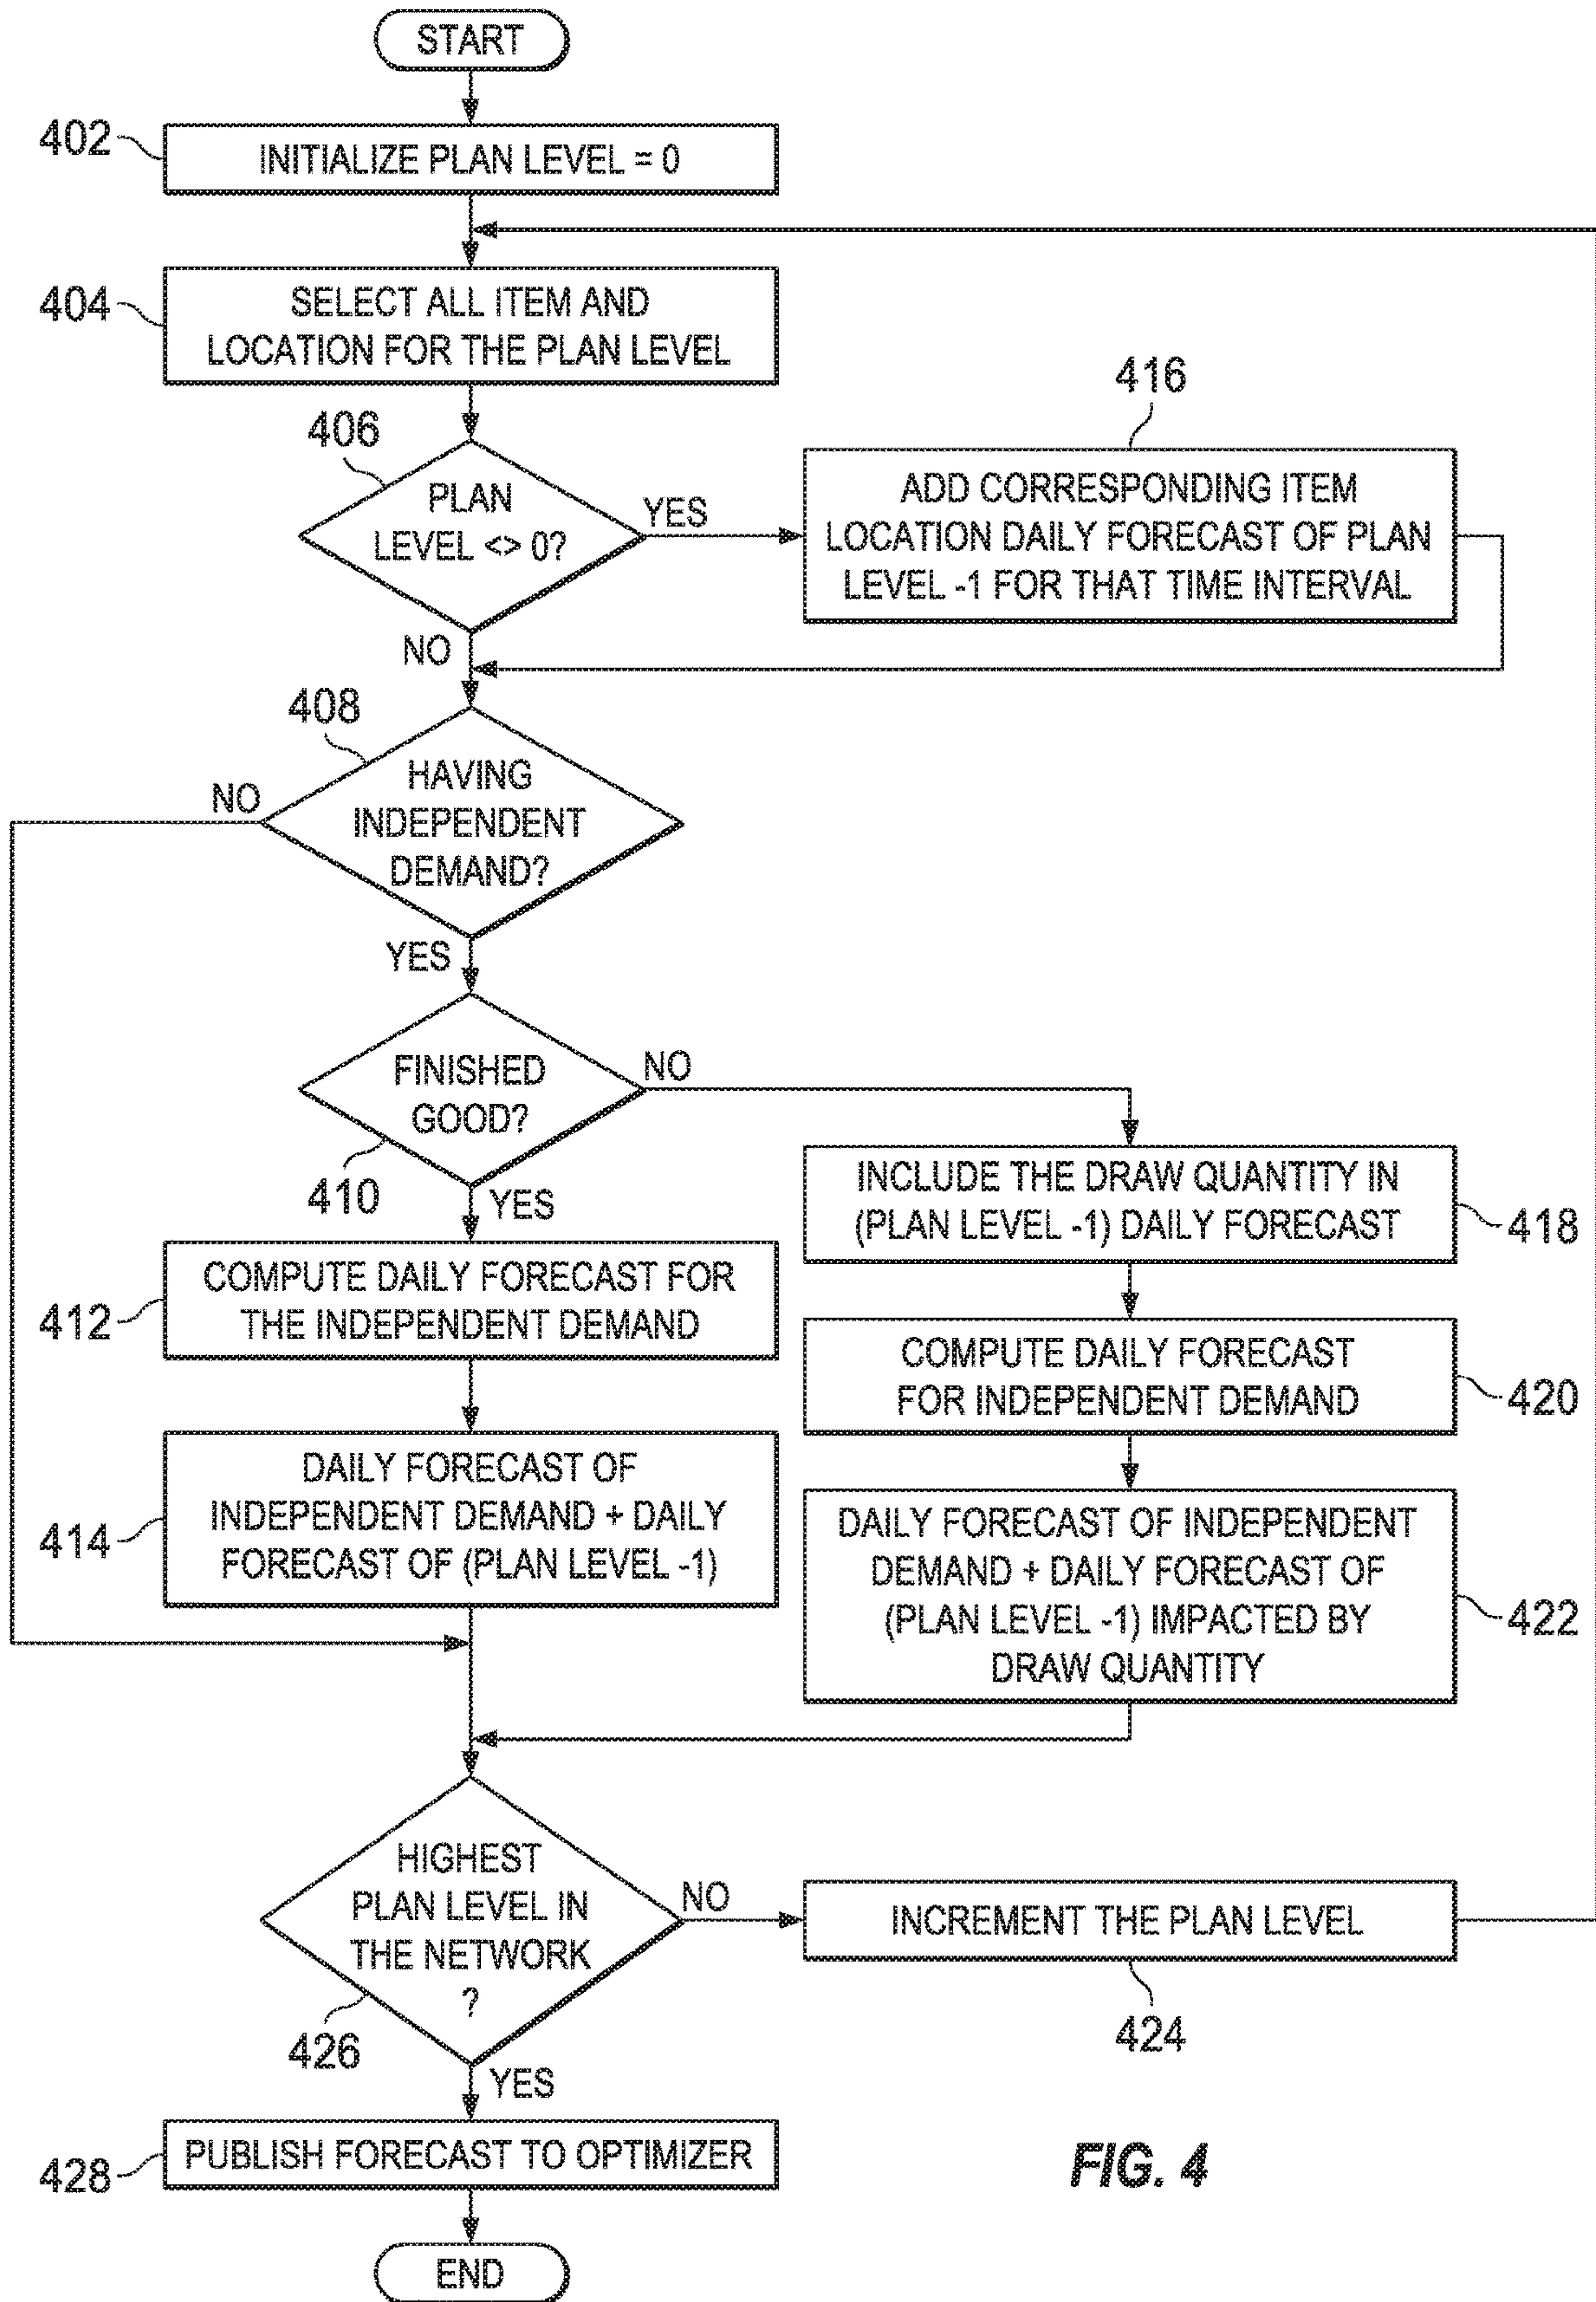 START
402
INITIALIZE PLAN LEVEL = 0
404
SELECT ALL ITEM AND
LOCATION FOR THE PLAN LEVEL
406
PLAN
LEVEL <> 0?
YES
NO
416
ADD CORRESPONDING ITEM
LOCATION DAILY FORECAST OF PLAN
LEVEL -1 FOR THAT TIME INTERVAL
408
HAVING
INDEPENDENT
DEMAND?
NO
YES
FINISHED
GOOD?
410
NO
YES
412
COMPUTE DAILY FORECAST FOR
THE INDEPENDENT DEMAND
414
DAILY FORECAST OF
INDEPENDENT DEMAND + DAILY
FORECAST OF (PLAN LEVEL -1)
INCLUDE THE DRAW QUANTITY IN
(PLAN LEVEL -1) DAILY FORECAST
418
COMPUTE DAILY FORECAST
FOR INDEPENDENT DEMAND
420
DAILY FORECAST OF INDEPENDENT
DEMAND + DAILY FORECAST OF
(PLAN LEVEL -1) IMPACTED BY
DRAW QUANTITY
422
HIGHEST
PLAN LEVEL IN
THE NETWORK
?
426
NO
YES
INCREMENT THE PLAN LEVEL
424
428
PUBLISH FORECAST TO OPTIMIZER
END
FIG. 4